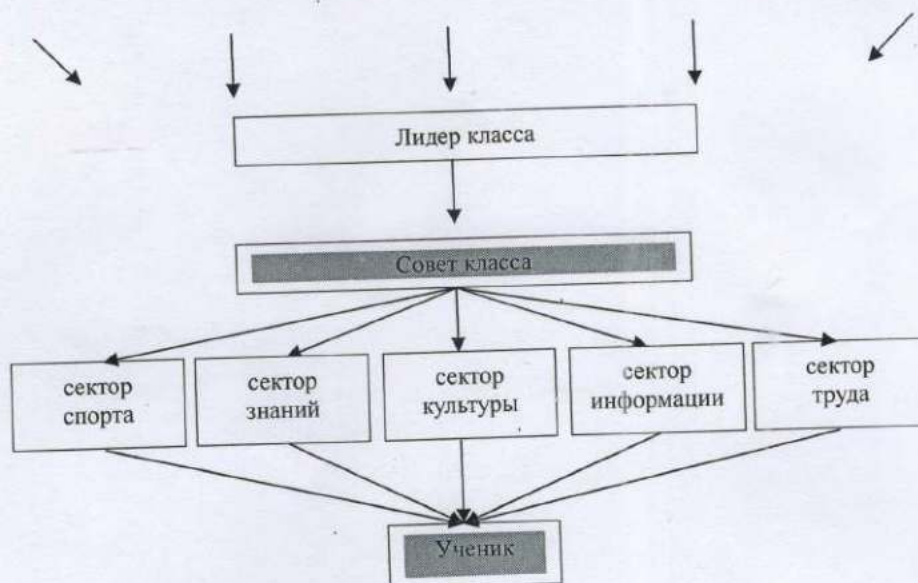 Лидер класса
Совет класса
сектор
спорта
сектор
знаний
сектор
культуры
сектор
информации
сектор
труда
Ученик